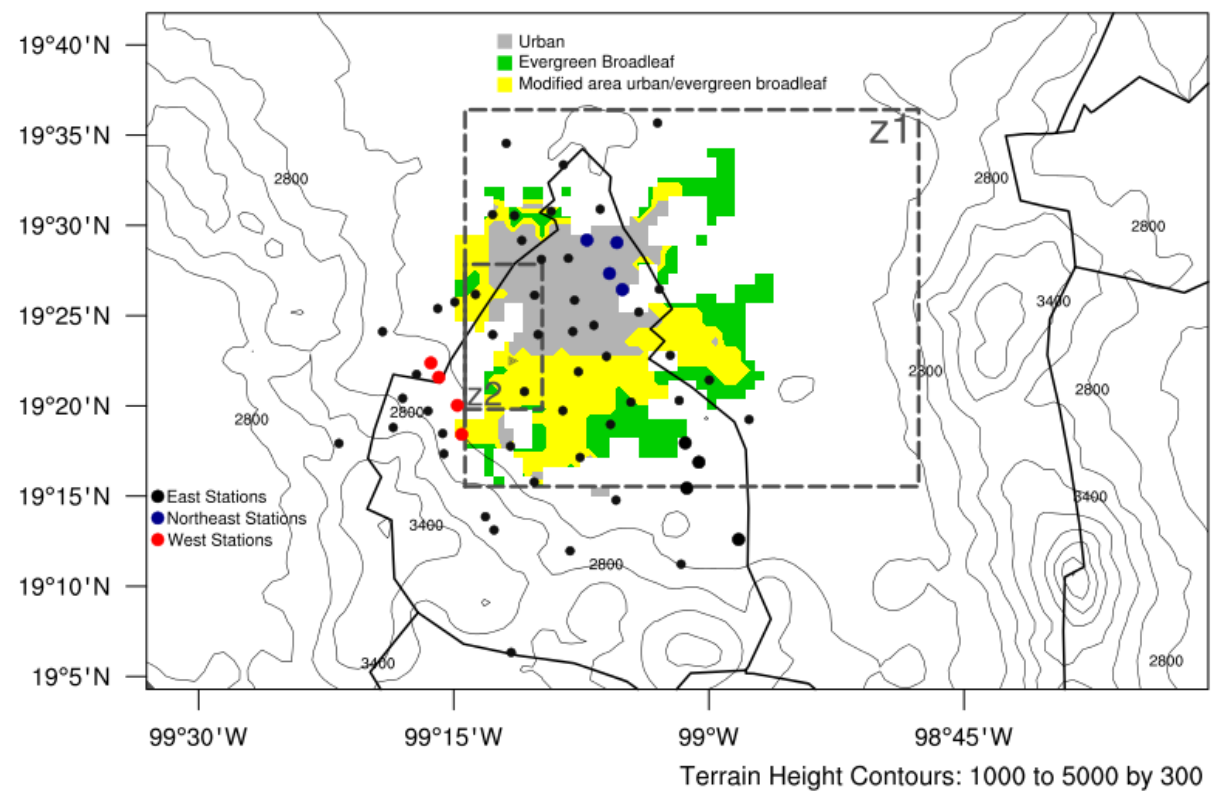 19°40'N
Urban
Evergreen Broadleaf
Modified area urban/evergreen broadleaf
19°35'N
z1
2800
2800
19°30'N
2800
19°25'N
3400
2300
2800
19°20'N
z2
2800
2800
19°15'N
East Stations
3400
Northeast Stations
3400
West Stations
2800
19°10'N
3400
2800
19°5'N
99°30'W
99°15'W
99°W
98°45'W
Terrain Height Contours: 1000 to 5000 by 300